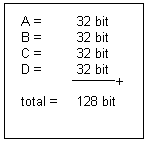 A = 32 bit
B = 32 bit
C = 32 bit
D = 32 bit
+
total = 128 bit